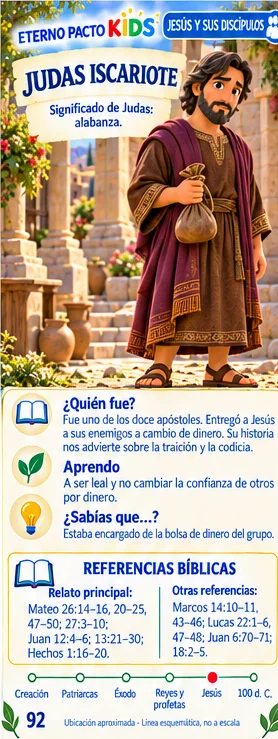 ETERNO PACTO KIDS
JESÚS Y SUS DISCÍPULOS
JUDAS ISCARIOTE
Significado de Judas:
alabanza.
¿Quién fue?
Fue uno de los doce apóstoles. Entregó a Jesús
a sus enemigos a cambio de dinero. Su historia
nos advierte sobre la traición y la codicia.
Aprendo
A ser leal y no cambiar la confianza de otros
por dinero.
¿Sabías que...?
Estaba encargado de la bolsa de dinero del grupo.
REFERENCIAS BÍBLICAS
Relato principal:
Mateo 26:14–16, 20–25,
47–50; 27:3–10;
Juan 12:4–6; 13:21–30;
Hechos 1:16–20.
Otras referencias:
Marcos 14:10–11,
43–46; Lucas 22:1–6,
47–48; Juan 6:70–71;
18:2–5.
Creación
Patriarcas
Éxodo
Reyes y
profetas
Jesús
100 d. C.
92
Ubicación aproximada - Línea esquemática, no a escala